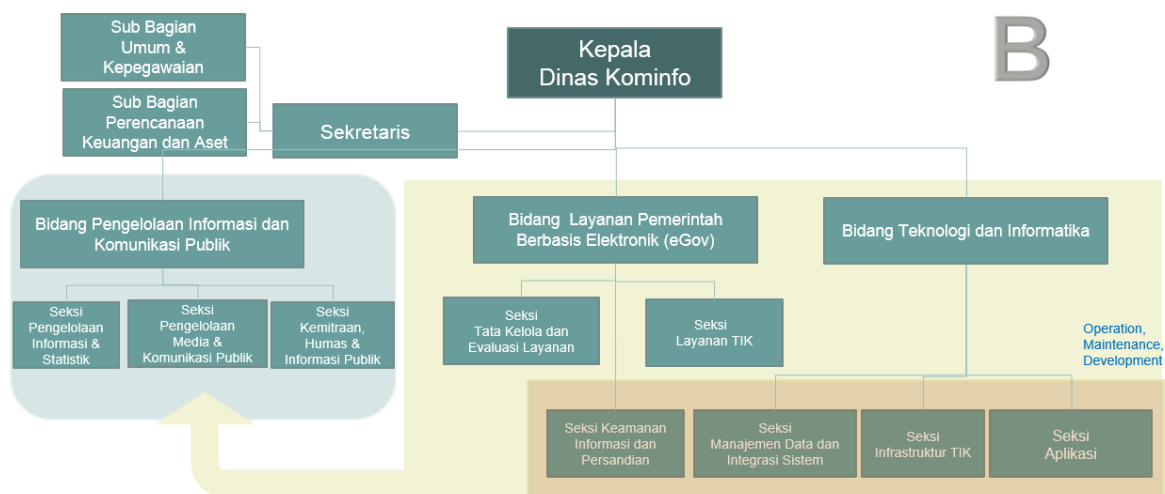 Sub Bagian
Umum &
Kepegawaian
Kepala
Dinas Kominfo
B
Sub Bagian
Perencanaan
Keuangan dan Aset
Sekretaris
Bidang Pengelolaan Informasi dan
Komunikasi Publik
Bidang Layanan Pemerintah
Berbasis Elektronik (eGov)
Bidang Teknologi dan Informatika
Seksi
Pengelolaan
Informasi &
Statistik
Seksi
Pengelolaan
Media &
Komunikasi Publik
Seksi
Kemitraan,
Humas &
Informasi Publik
Seksi
Tata Kelola dan
Evaluasi Layanan
Seksi
Layanan TIK
Operation,
Maintenance,
Development
Seksi Keamanan
Informasi dan
Persandian
Seksi
Manajemen Data dan
Integrasi Sistem
Seksi
Infrastruktur TIK
Seksi
Aplikasi